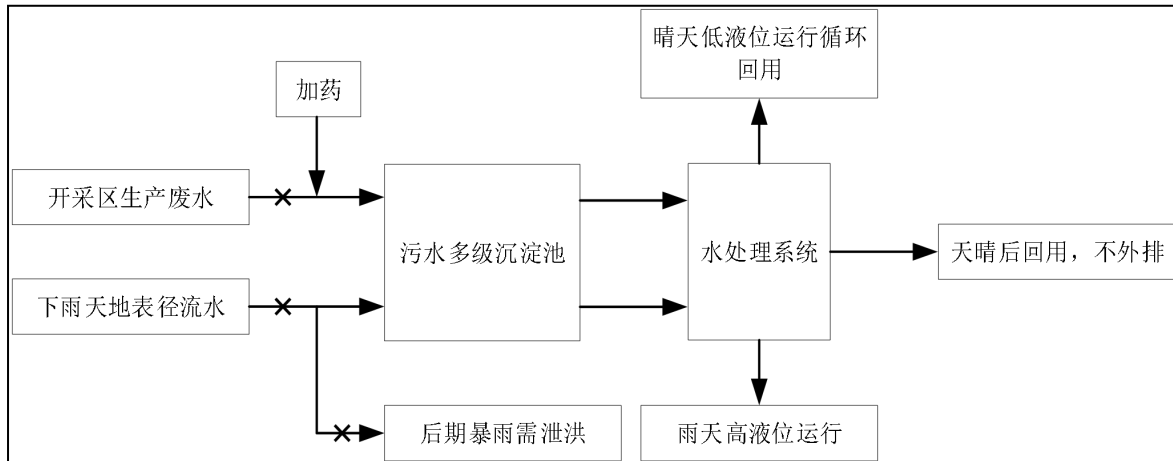 晴天低液位运行循环
回用
加药
开采区生产废水
污水多级沉淀池
水处理系统
天晴后回用，不外排
下雨天地表径流水
后期暴雨需泄洪
雨天高液位运行